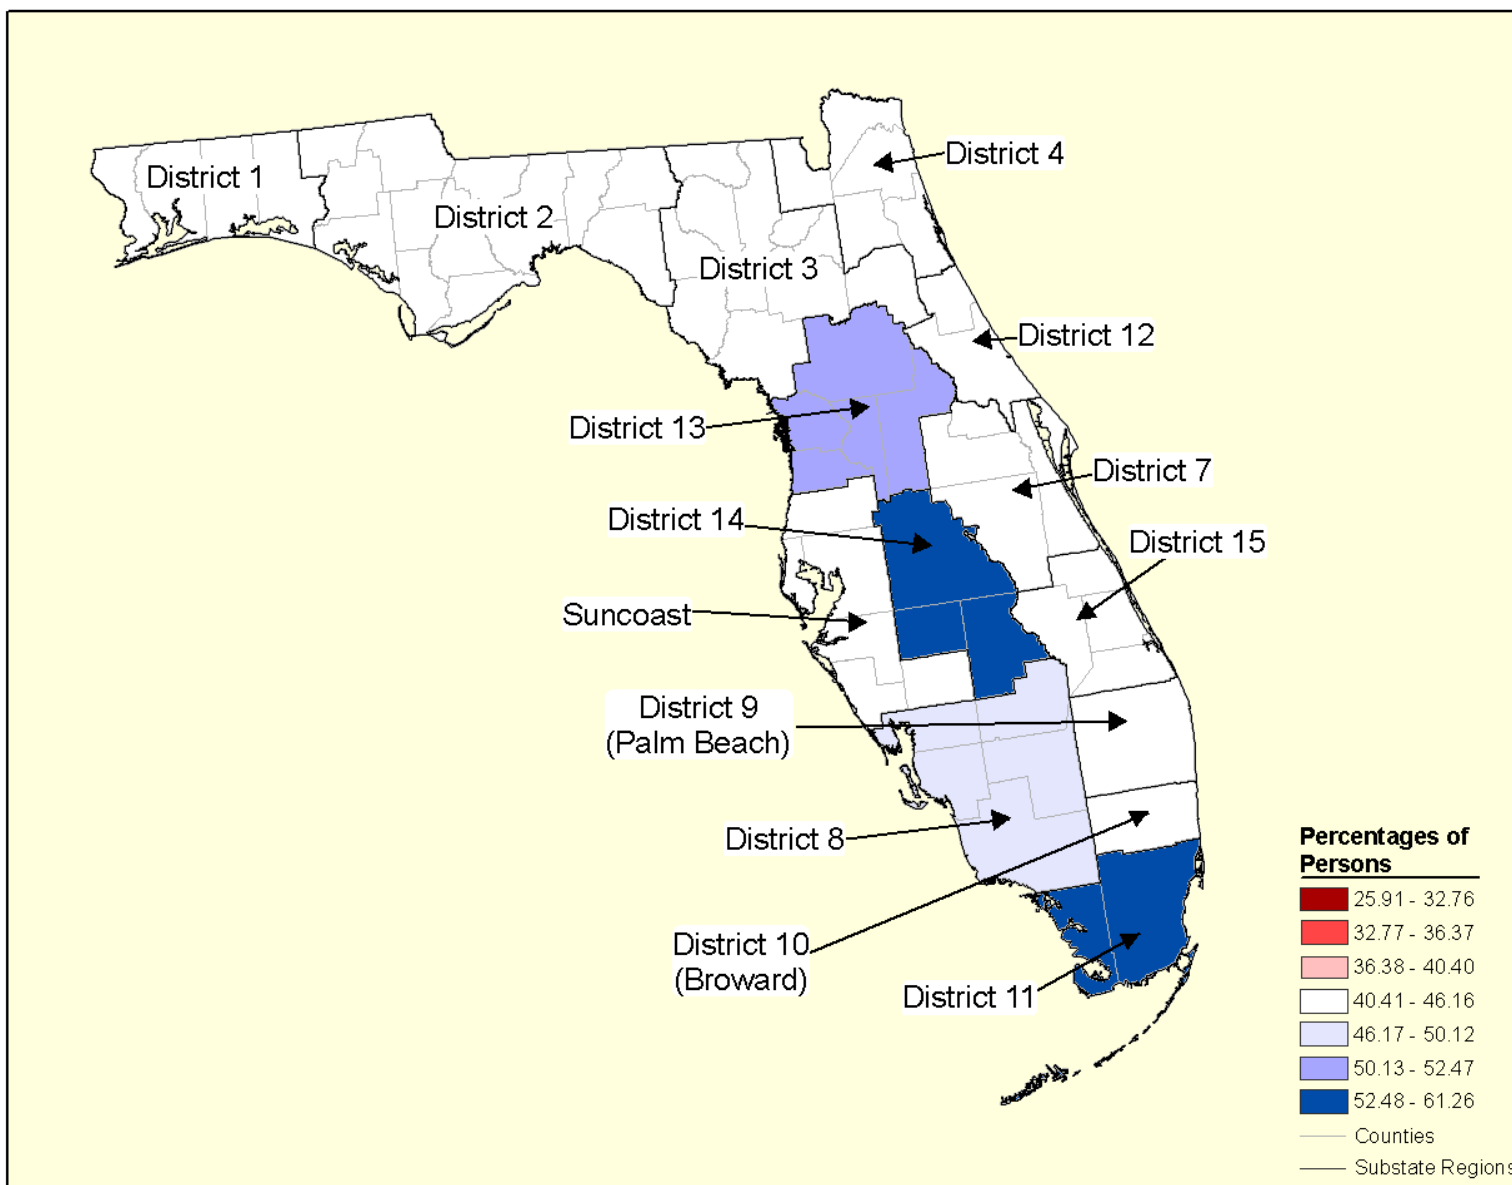 District 4
District 1
District 2
District 3
District 12
District 13
District 7
District 14
District 15
Suncoast
District 9
(Palm Beach)
District 8
District 10
(Broward)
District 11
Percentages of
Persons
25.91 - 32.76
32.77 - 36.37
36.38 - 40.40
40.41 - 46.16
46.17 - 50.12
50.13 - 52.47
52.48 - 61.26
Counties
Substate Regions